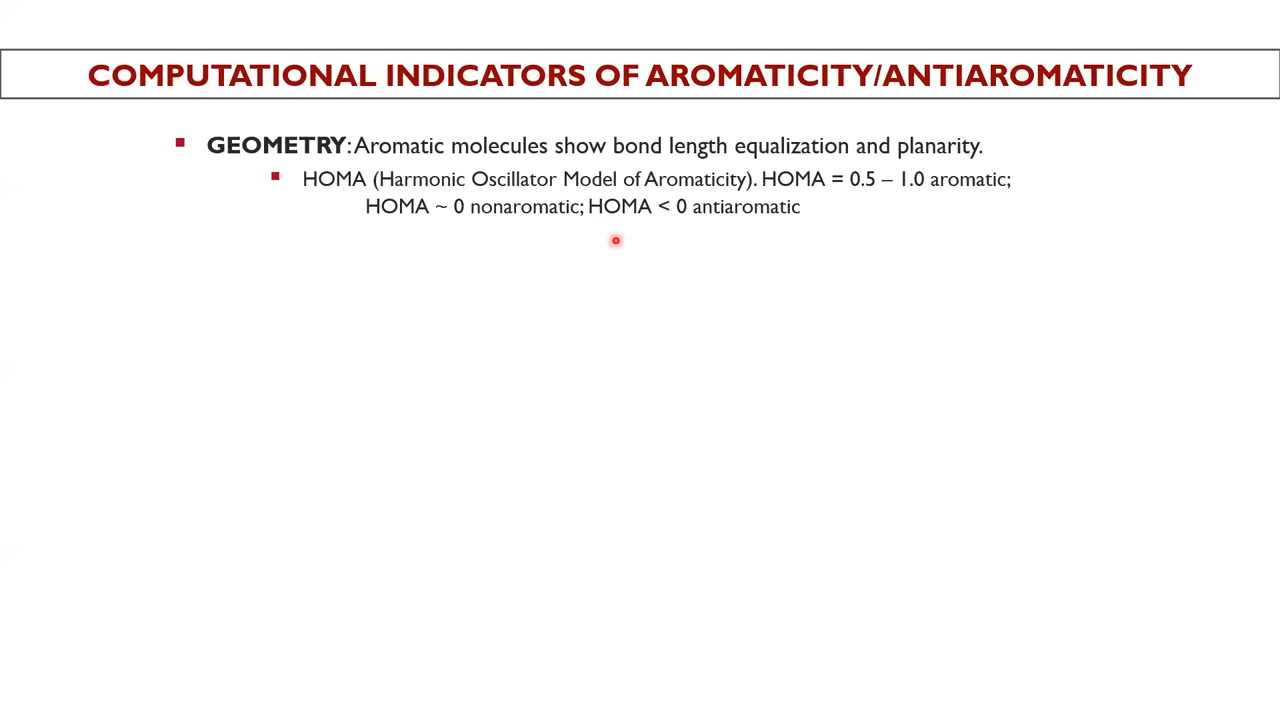 COMPUTATIONAL INDICATORS OF AROMATICITY/ANTIAROMATICITY
GEOMETRY: Aromatic molecules show bond length equalization and planarity.
HOMA (Harmonic Oscillator Model of Aromaticity). HOMA = 0.5 – 1.0 aromatic;
HOMA ~ 0 nonaromatic; HOMA < 0 antiaromatic